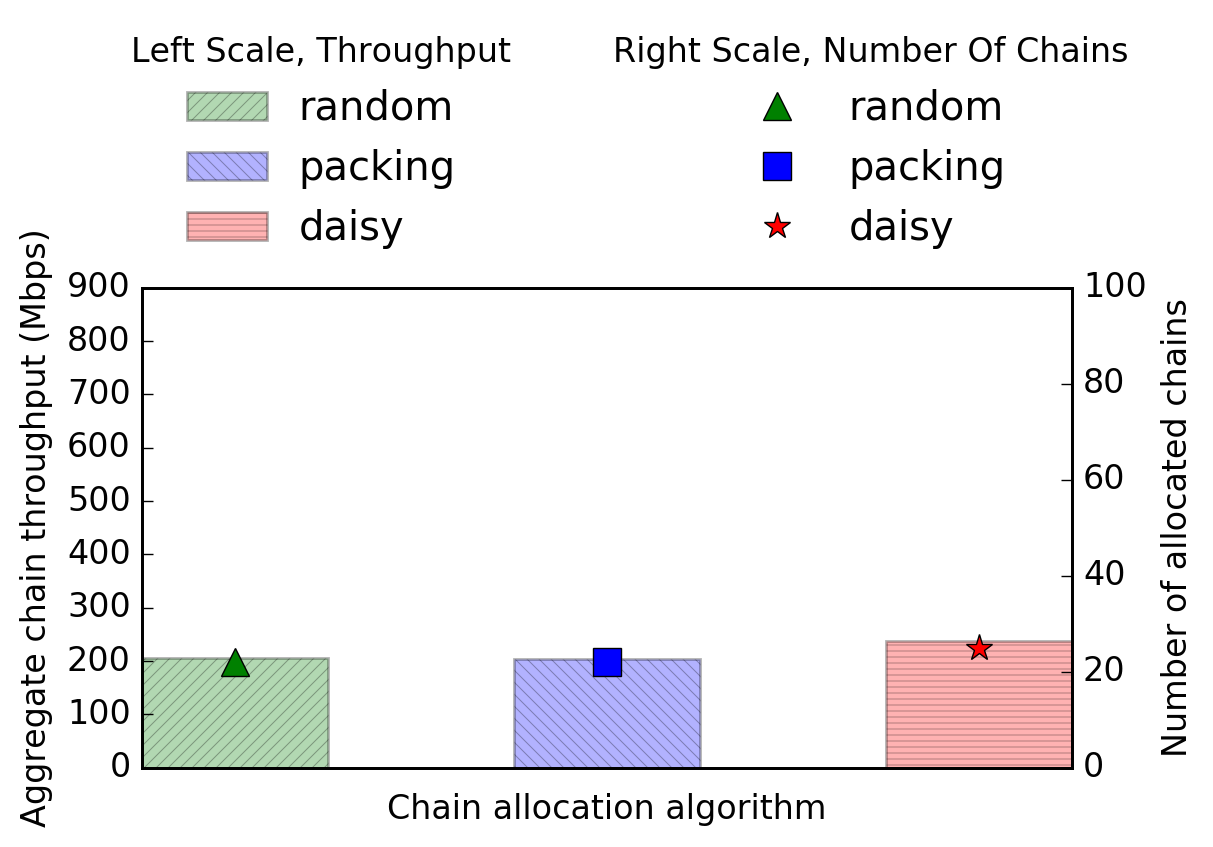 Left Scale, Throughput
random
packing
daisy
Right Scale, Number Of Chains
random
packing
daisy
Aggregate chain throughput (Mbps)
900
800
700
600
500
400
300
200
100
0
100
80
60
40
20
0
Number of allocated chains
Chain allocation algorithm